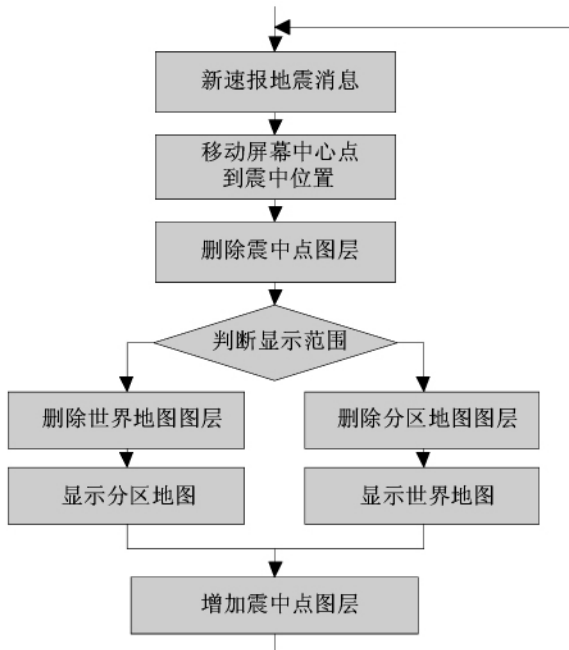 新速报地震消息
移动屏幕中心点
到震中位置
删除震中点图层
判断显示范围
删除世界地图图层
删除分区地图图层
显示分区地图
显示世界地图
增加震中点图层